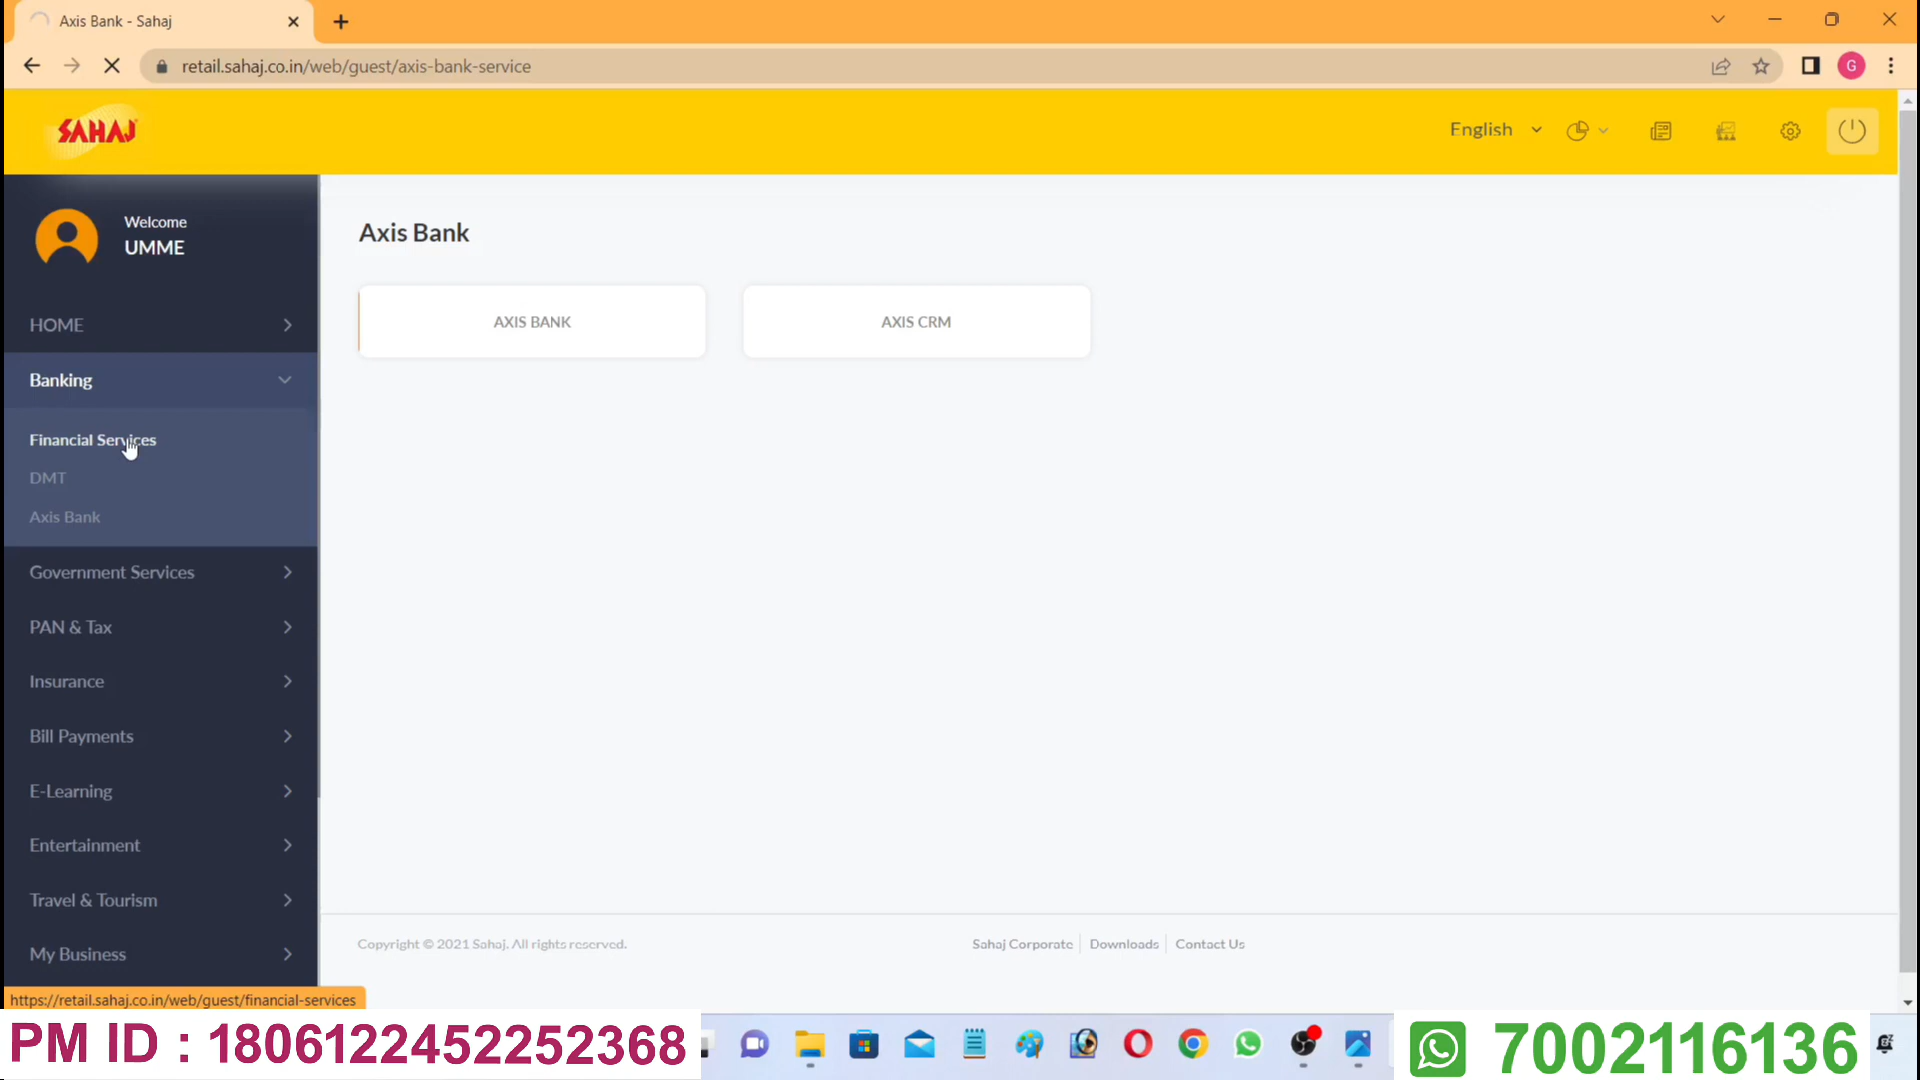 Axis Bank - Sahaj
retail.sahaj.co.in/web/guest/axis-bank-service
G
SAHAJ
English
Welcome
UMME
HOME
Banking
Financial Services
DMT
Axis Bank
Government Services
PAN & Tax
Insurance
Bill Payments
E-Learning
Entertainment
Travel & Tourism
My Business
Axis Bank
AXIS BANK
AXIS CRM
Copyright © 2021 Sahaj. All rights reserved.
Sahaj Corporate
Downloads
Contact Us
https://retail.sahaj.co.in/web/guest/financial-services
PM ID : 18061224452252368
7002116136